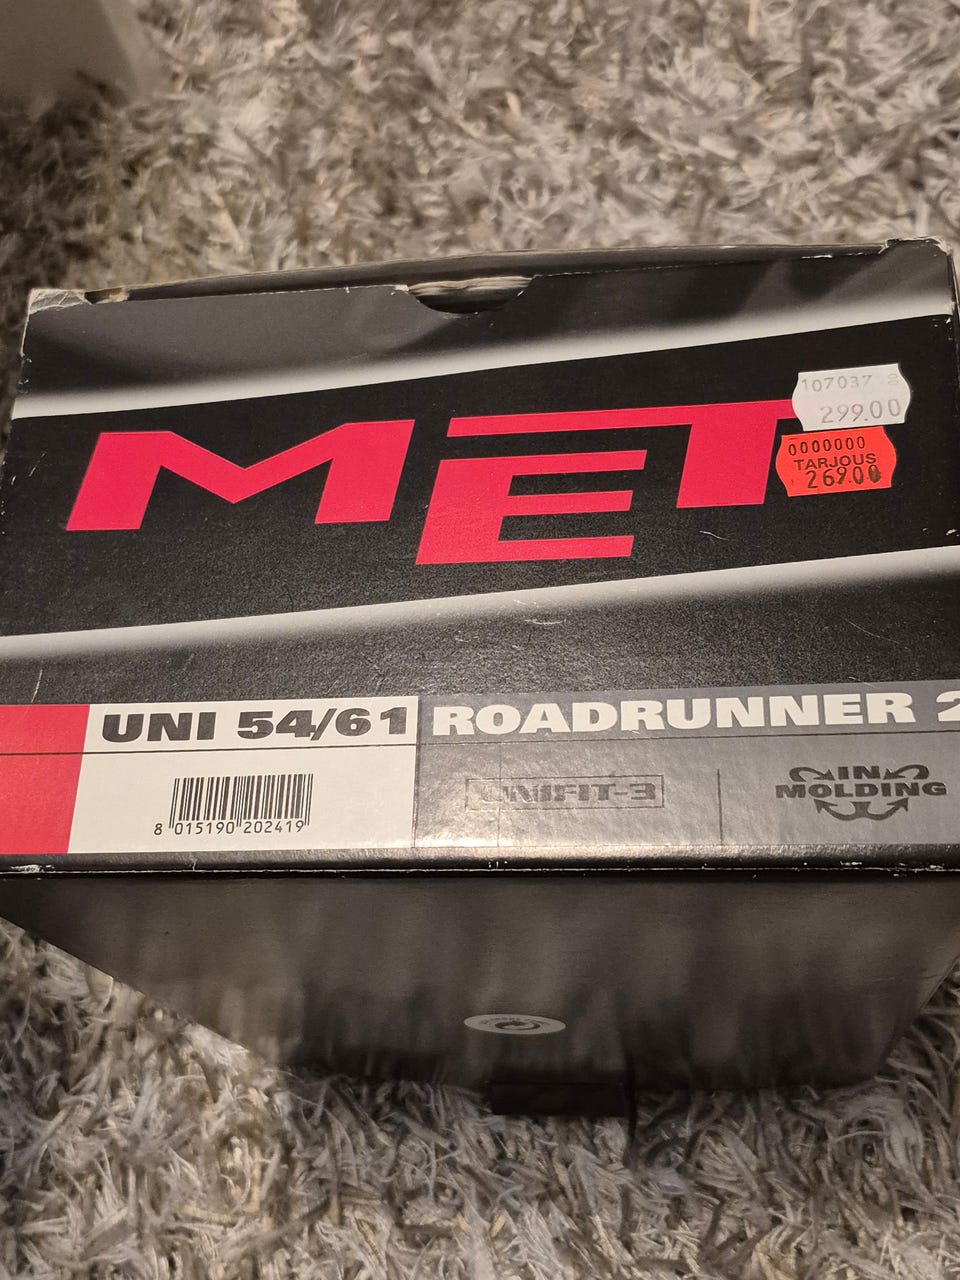 107037 8
299.00
0000000
TARJOUS
269.00
MET
UNI 54/61
ROADRUNNER 2
UNIFIT-3
IN
MOLDING
8 015190 202419